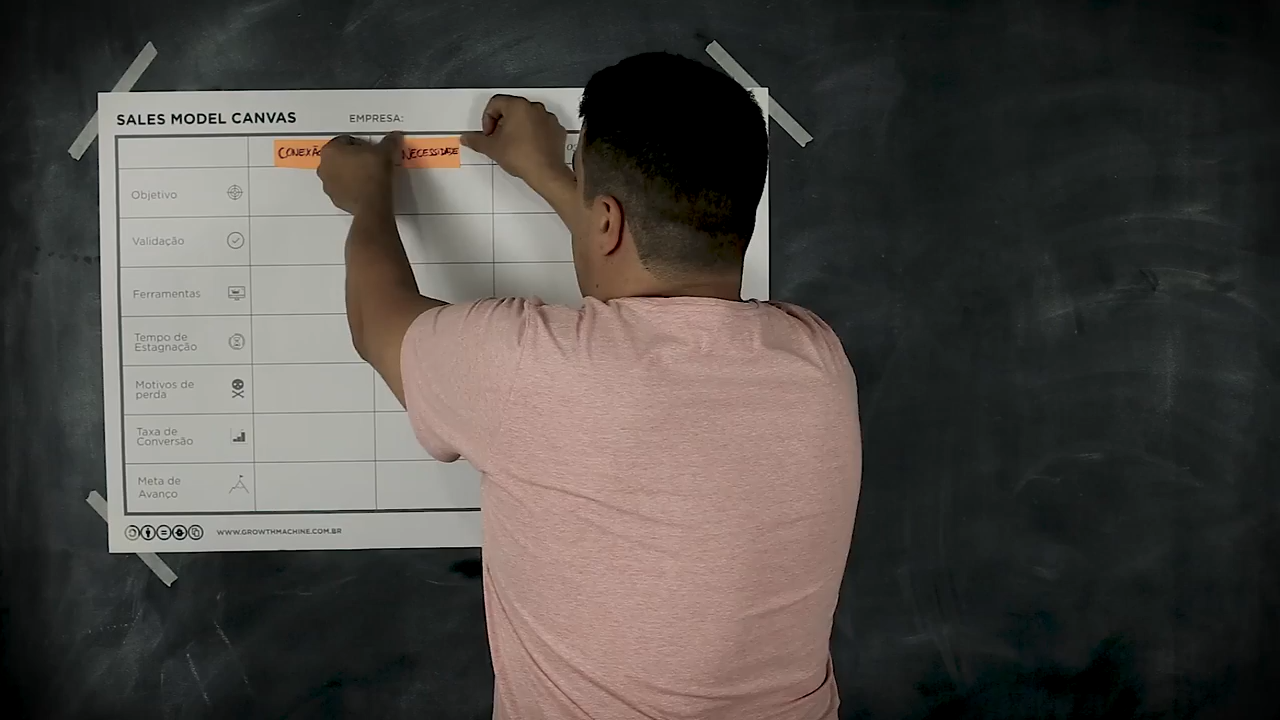 SALES MODEL CANVAS
EMPRESA:
NECESSIDADE
Objetivo
Validação
Ferramentas
Tempo de
Estagnação
Motivos de
perda
Taxa de
Conversão
Meta de
Avanço
WWW.GROWTHMACHINE.COM.BR